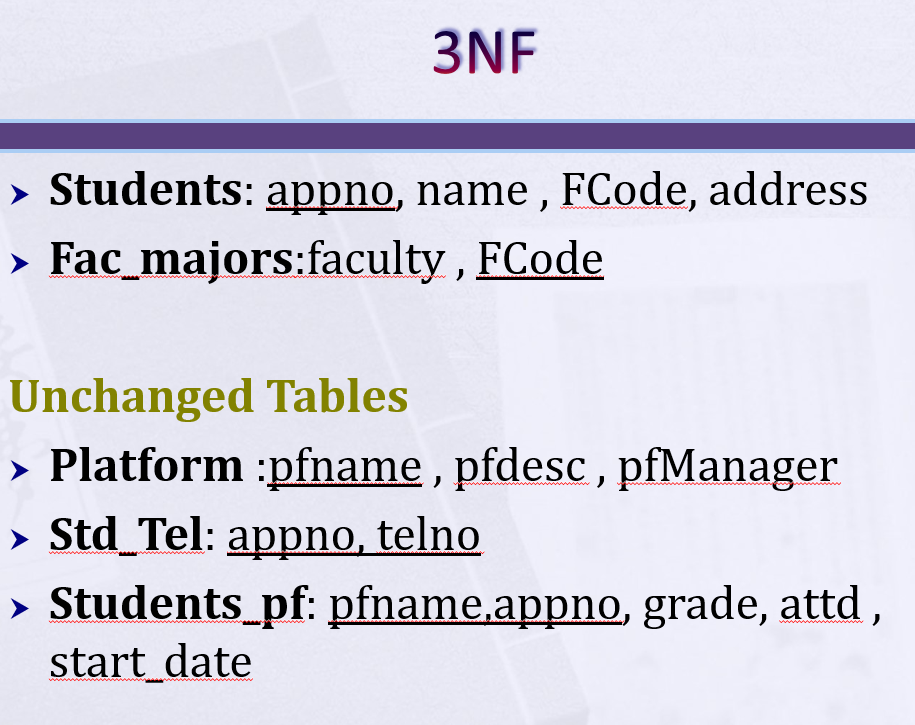 3NF
Students: appno, name , FCode, address
Fac_majors:faculty , FCode
Unchanged Tables
Platform :pfname , pfdesc , pfManager
Std_Tel: appno, telno
Students_pf: pfname,appno, grade, attd ,
start_date